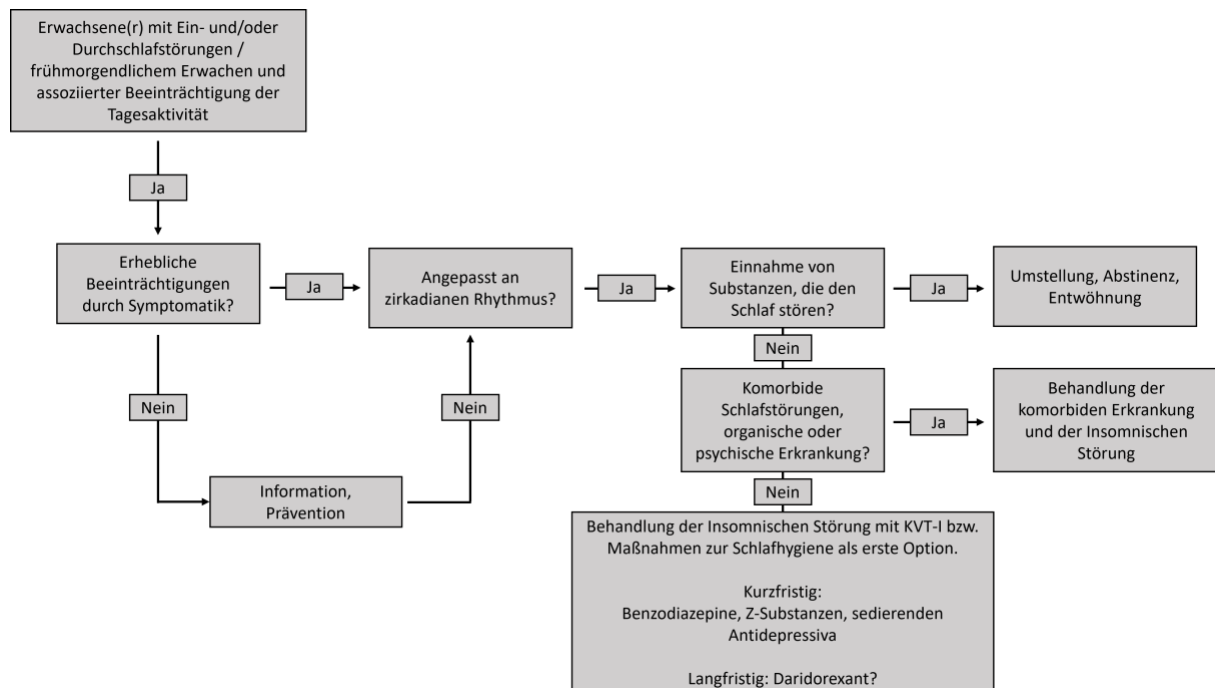 Erwachsene(r) mit Ein- und/oder
Durchschlafstörungen /
frühmorgendlichem Erwachen und
assoziierter Beeinträchtigung der
Tagesaktivität
Ja
Erhebliche
Beeinträchtigungen
durch Symptomatik?
Ja
Angepasst an
zirkadianen Rhythmus?
Ja
Einnahme von
Substanzen, die den
Schlaf stören?
Ja
Umstellung, Abstinenz,
Entwöhnung
Nein
Nein
Information,
Prävention
Nein
Komorbide
Schlafstörungen,
organische oder
psychische Erkrankung?
Ja
Behandlung der
komorbiden Erkrankung
und der Insomnischen
Störung
Nein
Behandlung der Insomnischen Störung mit KVT-I bzw.
Maßnahmen zur Schlafhygiene als erste Option.
Kurzfristig:
Benzodiazepine, Z-Substanzen, sedierenden
Antidepressiva
Langfristig: Daridorexant?